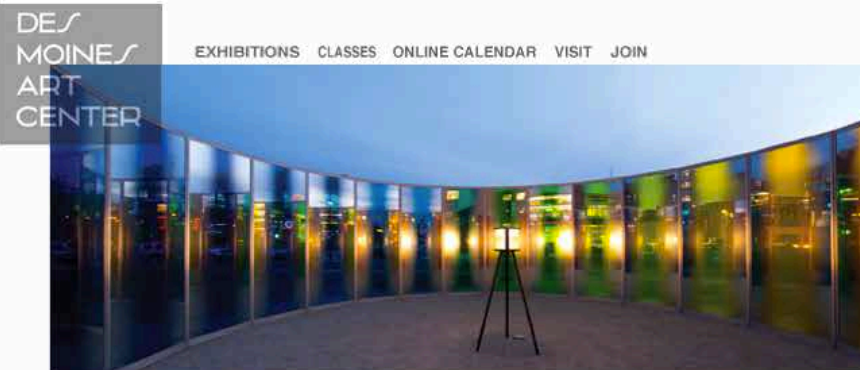 DES
MOINES
ART
CENTER
EXHIBITIONS CLASSES ONLINE CALENDAR VISIT JOIN